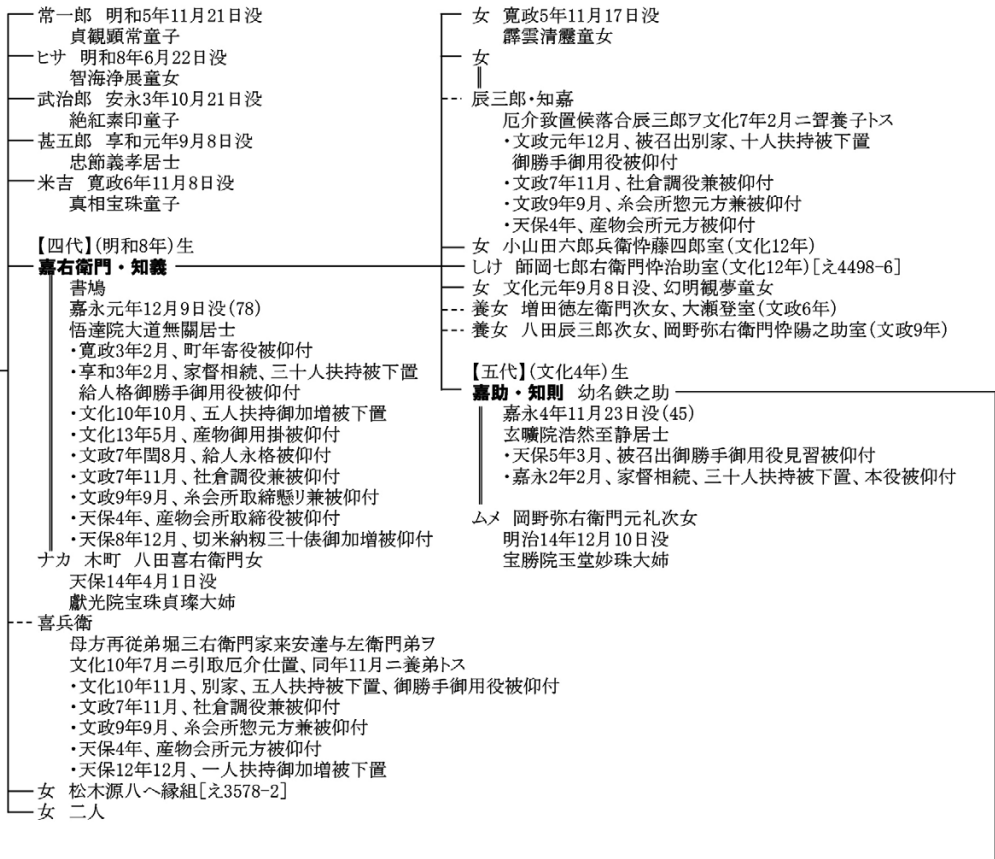 常一郎 明和5年11月21日没
貞観顕常童子
ヒサ 明和8年6月22日没
智海浄展童女
武治郎 安永3年10月21日没
絶紅素印童子
甚五郎 享和元年9月8日没
忠節義孝居士
米吉 寛政6年11月8日没
真相宝珠童子
【四代】(明和8年)生
嘉右衛門・知義
書鳩
嘉永元年12月9日没(78)
悟達院大道無關居士
・寛政3年2月、町年寄役被仰付
・享和3年2月、家督相続、三十人扶持被下置
給人格御勝手御用役被仰付
・文化10年10月、五人扶持御加増被下置
・文化13年5月、産物御用掛被仰付
・文政7年閏8月、給人永格被仰付
・文政7年11月、社倉調役兼被仰付
・文政9年9月、糸会所取締懸リ兼被仰付
・天保4年、産物会所取締役被仰付
・天保8年12月、切米納籾三十俵御加増被仰付
ナカ 木町 八田喜右衛門女
天保14年4月1日没
獻光院宝珠貞璨大姉
喜兵衛
母方再従弟堀三右衛門家来安達与左衛門弟ヲ
文化10年7月ニ引取厄介仕置、同年11月ニ養弟トス
・文化10年11月、別家、五人扶持被下置、御勝手御用役被仰付
・文政7年11月、社倉調役兼被仰付
・文政9年9月、糸会所惣元方兼被仰付
・天保4年、産物会所元方被仰付
・天保12年12月、一人扶持御加増被下置
女 松木源八へ縁組[え3578-2]
女 二人
女 寛政5年11月17日没
霹雲清靈童女
女
辰三郎・知嘉
厄介致置候落合辰三郎ヲ文化7年2月ニ聟養子トス
・文政元年12月、被召出別家、十人扶持被下置
御勝手御用役被仰付
・文政7年11月、社倉調役兼被仰付
・文政9年9月、糸会所惣元方兼被仰付
・天保4年、産物会所元方被仰付
女 小山田六郎兵衛忰藤四郎室(文化12年)
しけ 師岡七郎右衛門忰治助室(文化12年)[え4498-6]
女 文化元年9月8日没、幻明観夢童女
養女 増田徳左衛門次女、大瀬登室(文政6年)
養女 八田辰三郎次女、岡野弥右衛門忰陽之助室(文政9年)
【五代】(文化4年)生
嘉助・知則 幼名鉄之助
嘉永4年11月23日没(45)
玄曠院浩然至静居士
・天保5年3月、被召出御勝手御用役見習被仰付
・嘉永2年2月、家督相続、三十人扶持被下置、本役被仰付
ムメ 岡野弥右衛門元礼次女
明治14年12月10日没
宝勝院玉堂妙珠大姉